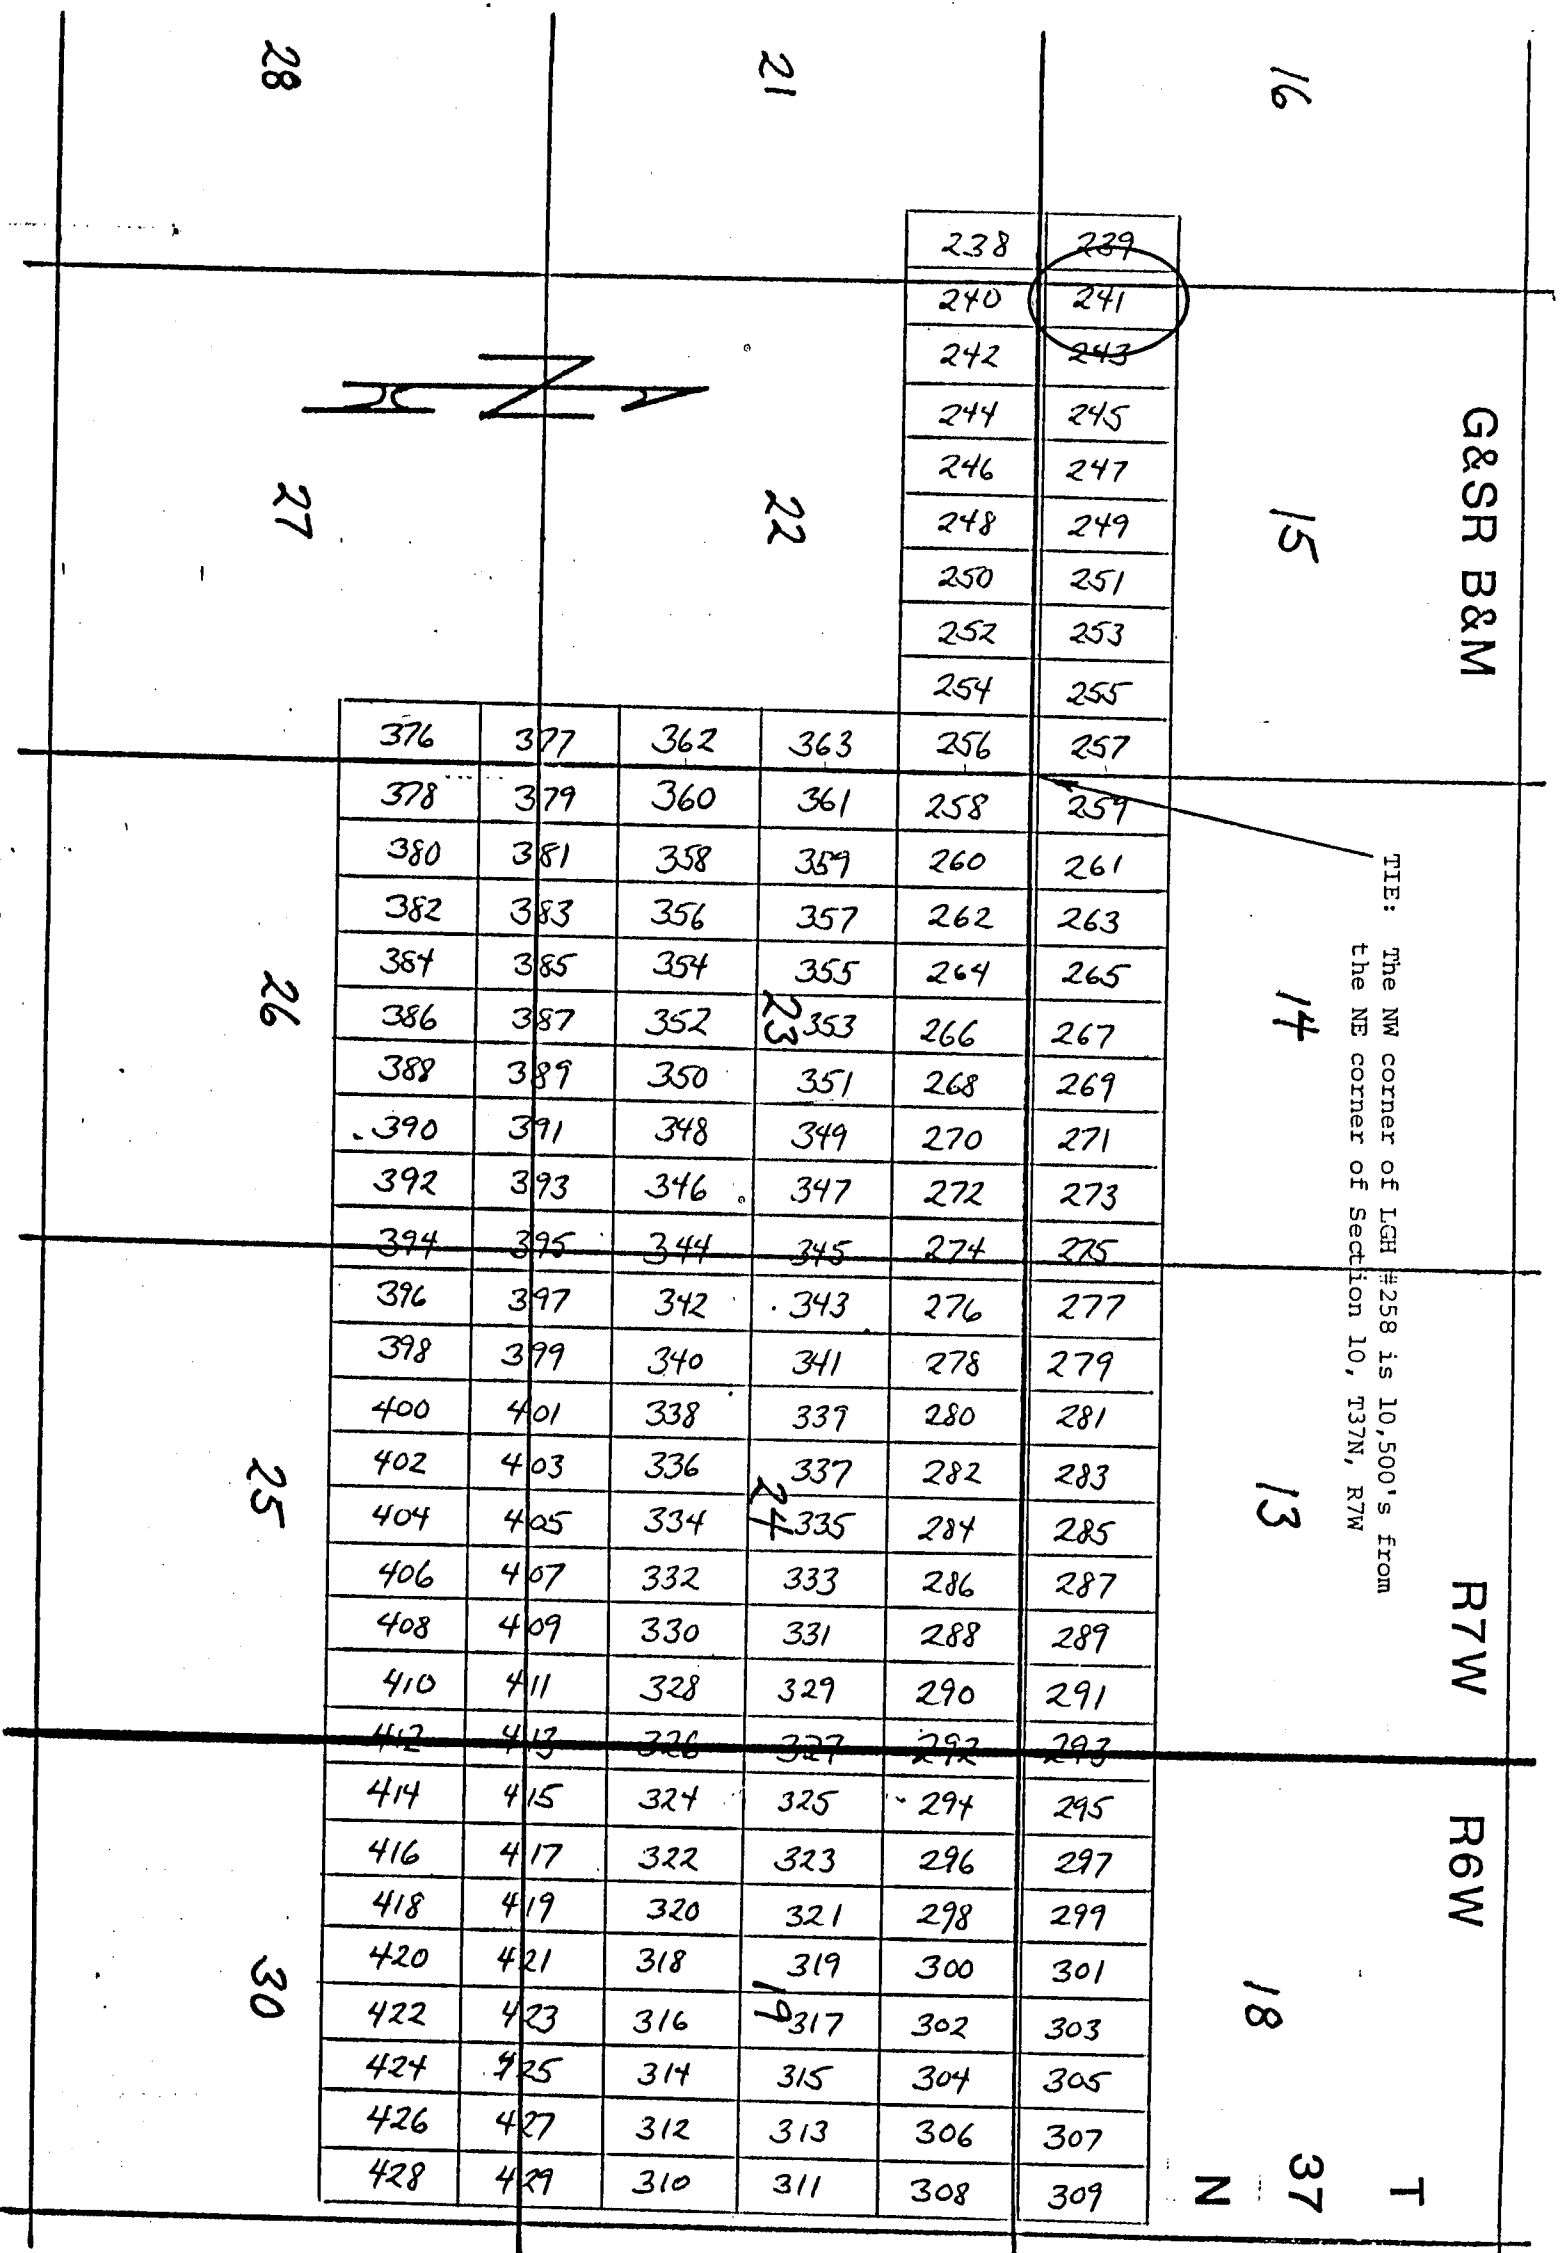 G&SR B&M
R7W R6W
T
37
N
TIE: The NW corner of LGH #258 is 10,500's from
the NE corner of Section 10, T37N, R7W
16 15 14 13 18
21 22 23 24 19
28 27 26 25 30
N
238 239
240 241
242 243
244 245
246 247
248 249
250 251
252 253
254 255
376 377 362 363 256 257
378 379 360 361 258 259
380 381 358 359 260 261
382 383 356 357 262 263
384 385 354 355 264 265
386 387 352 353 266 267
388 389 350 351 268 269
390 391 348 349 270 271
392 393 346 347 272 273
394 395 344 345 274 275
396 397 342 343 276 277
398 399 340 341 278 279
400 401 338 339 280 281
402 403 336 337 282 283
404 405 334 335 284 285
406 407 332 333 286 287
408 409 330 331 288 289
410 411 328 329 290 291
412 413 326 327 292 293
414 415 324 325 294 295
416 417 322 323 296 297
418 419 320 321 298 299
420 421 318 319 300 301
422 423 316 317 302 303
424 425 314 315 304 305
426 427 312 313 306 307
428 429 310 311 308 309